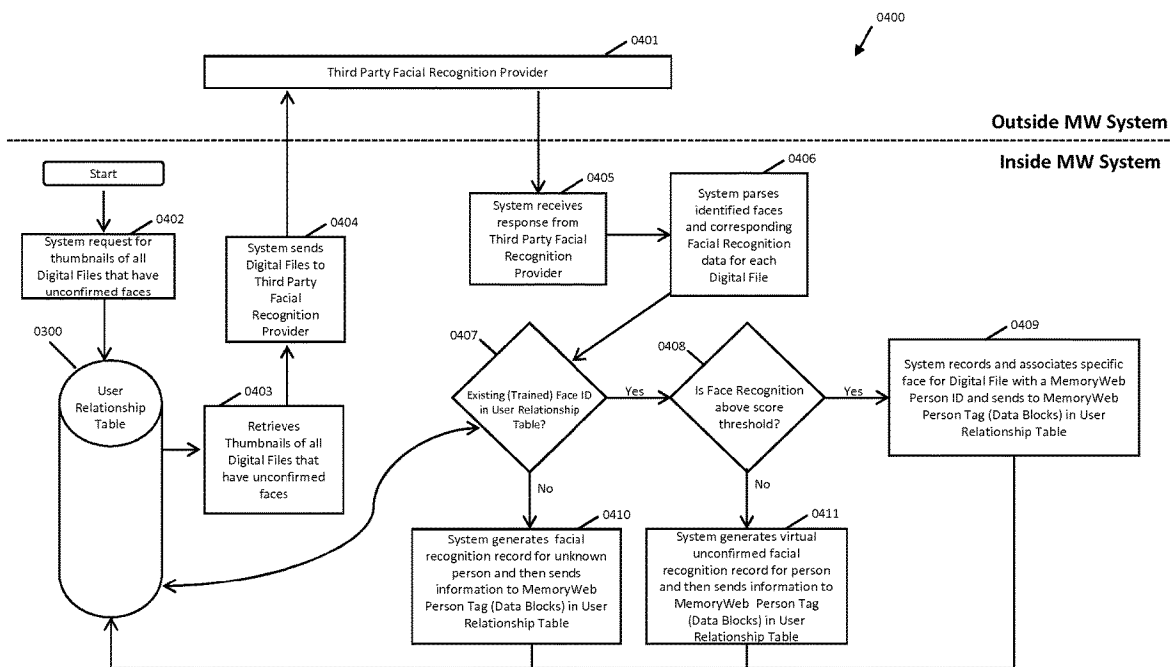 0400
0401
Third Party Facial Recognition Provider
Outside MW System
Inside MW System
Start
0402
System request for
thumbnails of all
Digital Files that have
unconfirmed faces
0300
User
Relationship
Table
0403
Retrieves
Thumbnails of all
Digital Files that
have unconfirmed
faces
0404
System sends
Digital Files to
Third Party
Facial
Recognition
Provider
0405
System receives
response from
Third Party Facial
Recognition
Provider
0406
System parses
identified faces
and corresponding
Facial Recognition
data for each
Digital File
0407
Existing (Trained) Face ID
in User Relationship
Table?
Yes
No
0408
Is Face Recognition
above score
threshold?
Yes
No
0409
System records and associates specific
face for Digital File with a MemoryWeb
Person ID and sends to MemoryWeb
Person Tag (Data Blocks) in User
Relationship Table
0410
System generates facial
recognition record for unknown
person and then sends
information to MemoryWeb
Person Tag (Data Blocks) in User
Relationship Table
0411
System generates virtual
unconfirmed facial
recognition record for person
and then sends information to
MemoryWeb Person Tag
(Data Blocks) in User
Relationship Table